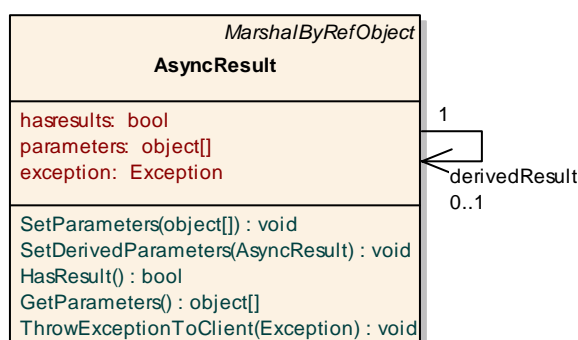 MarshalByRefObject
AsyncResult
hasresults: bool
parameters: object[]
exception: Exception
1
derivedResult
0..1
SetParameters(object[]) : void
SetDerivedParameters(AsyncResult) : void
HasResult() : bool
GetParameters() : object[]
ThrowExceptionToClient(Exception) : void